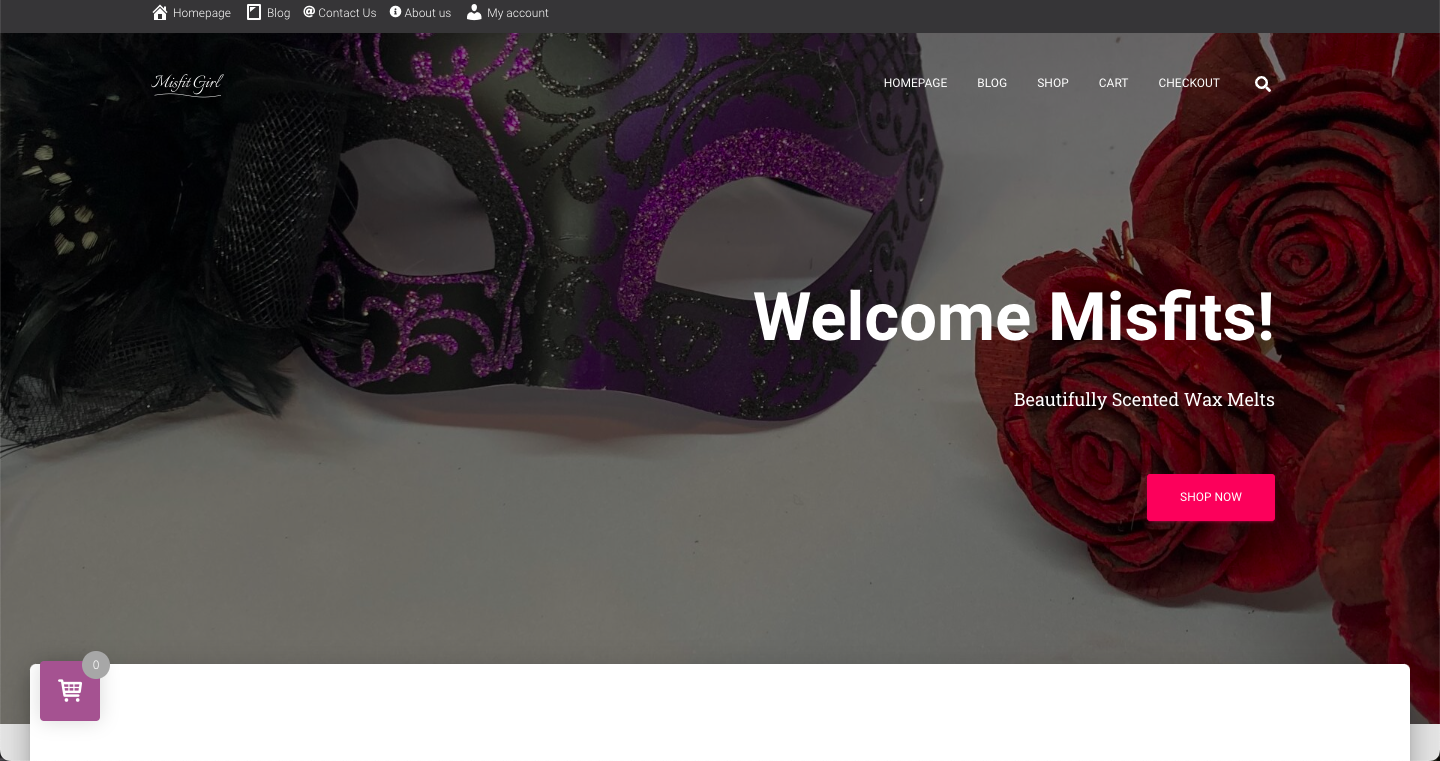 Homepage Blog Contact Us About us My account
Misfit Girl
HOMEPAGE BLOG SHOP CART CHECKOUT
Welcome Misfits!
Beautifully Scented Wax Melts
SHOP NOW
0